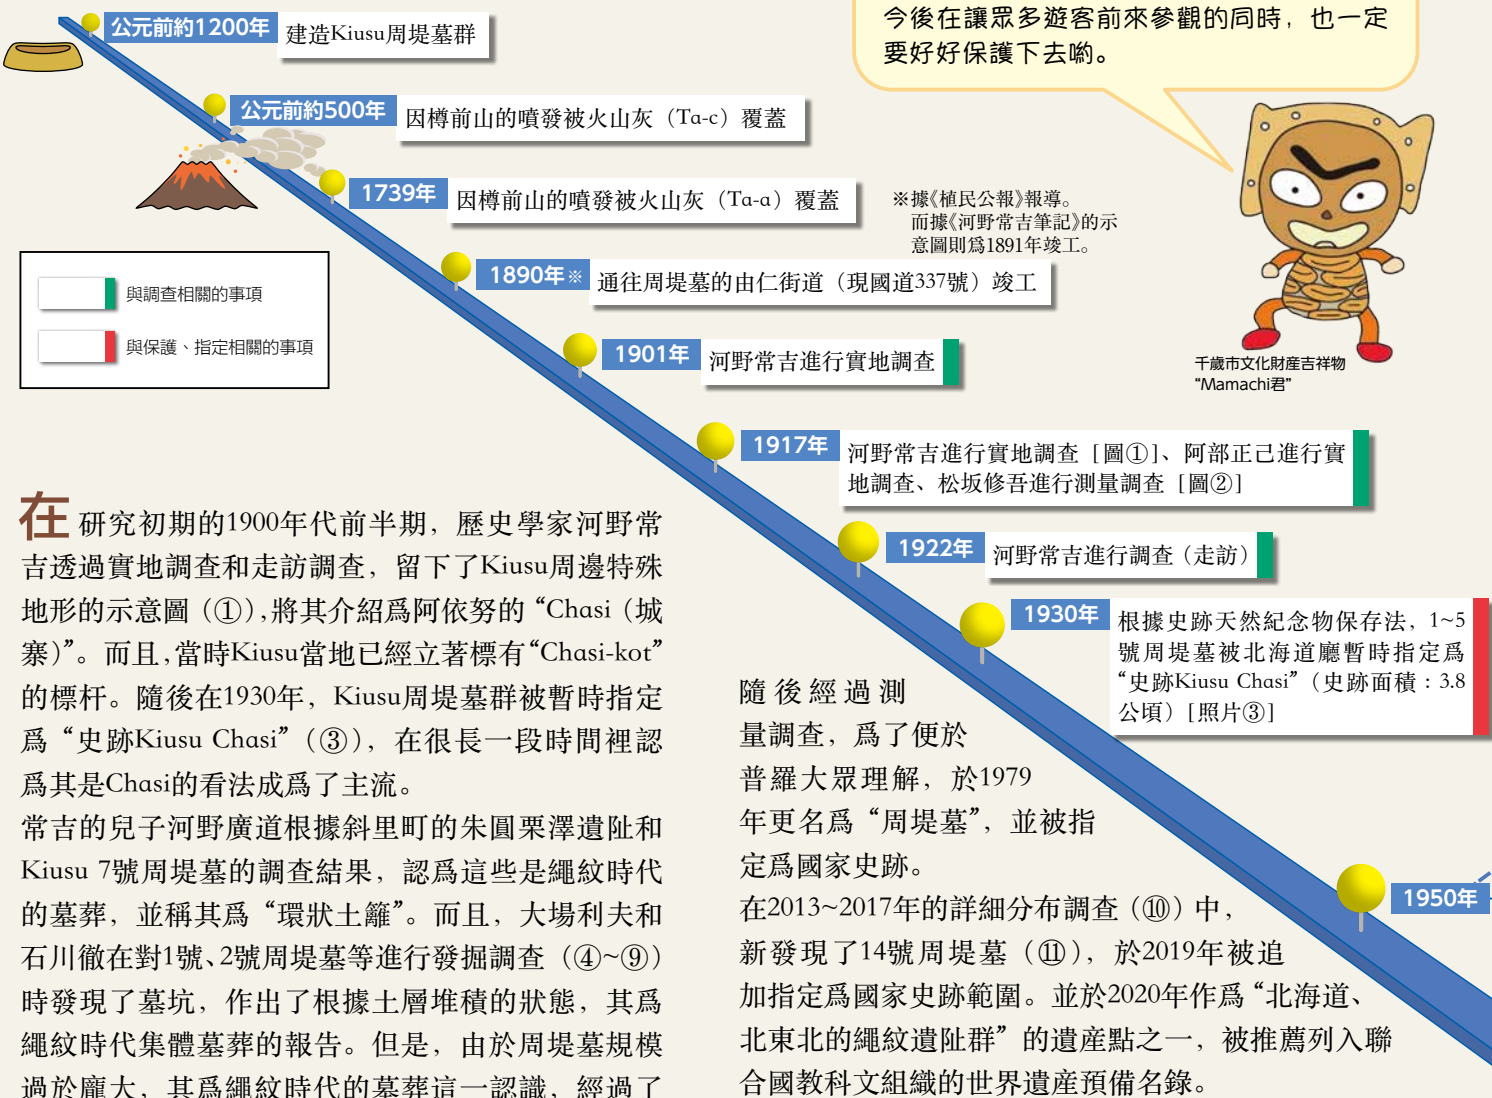 今後在讓眾多遊客前來參觀的同時，也一定
要好好保護下去喲。
公元前約1200年
建造Kiusu周堤墓群
公元前約500年
因樽前山的噴發被火山灰（Ta-c）覆蓋
1739年
因樽前山的噴發被火山灰（Ta-a）覆蓋
※據《植民公報》報導。
而據《河野常吉筆記》的示
意圖則爲1891年竣工。
1890年※
通往周堤墓的由仁街道（現國道337號）竣工
與調查相關的事項
與保護、指定相關的事項
1901年
河野常吉進行實地調查
千歲市文化財產吉祥物
“Mamachi君”
1917年
河野常吉進行實地調查［圖①］、阿部正己進行實
地調查、松坂修吾進行測量調查［圖②］
1922年
河野常吉進行調查（走訪）
1930年
根據史跡天然紀念物保存法，1~5
號周堤墓被北海道廳暫時指定爲
“史跡Kiusu Chasi”（史跡面積：3.8
公頃）［照片③］
1950年
在研究初期的1900年代前半期，歷史學家河野常
吉透過實地調查和走訪調查，留下了Kiusu周邊特殊
地形的示意圖（①），將其介紹爲阿依努的“Chasi（城
寨）”。而且，當時Kiusu當地已經立著標有“Chasi-kot”
的標杆。隨後在1930年，Kiusu周堤墓群被暫時指定
爲“史跡Kiusu Chasi”（③），在很長一段時間裡認
爲其是Chasi的看法成爲了主流。
常吉的兒子河野廣道根據斜里町的朱圓栗澤遺阯和
Kiusu 7號周堤墓的調查結果，認爲這些是繩紋時代
的墓葬，並稱其爲“環狀土籬”。而且，大場利夫和
石川徹在對1號、2號周堤墓等進行發掘調查（④~⑨）
時發現了墓坑，作出了根據土層堆積的狀態，其爲
繩紋時代集體墓葬的報告。但是，由於周堤墓規模
過於龐大，其爲繩紋時代的墓葬這一認識，經過了
隨後經過測
量調查，爲了便於
普羅大眾理解，於1979
年更名爲“周堤墓”，並被指
定爲國家史跡。
在2013~2017年的詳細分布調查（⑩）中，
新發現了14號周堤墓（⑪），於2019年被追
加指定爲國家史跡範圍。並於2020年作爲“北海道、
北東北的繩紋遺阯群”的遺產點之一，被推薦列入聯
合國教科文組織的世界遺產預備名錄。